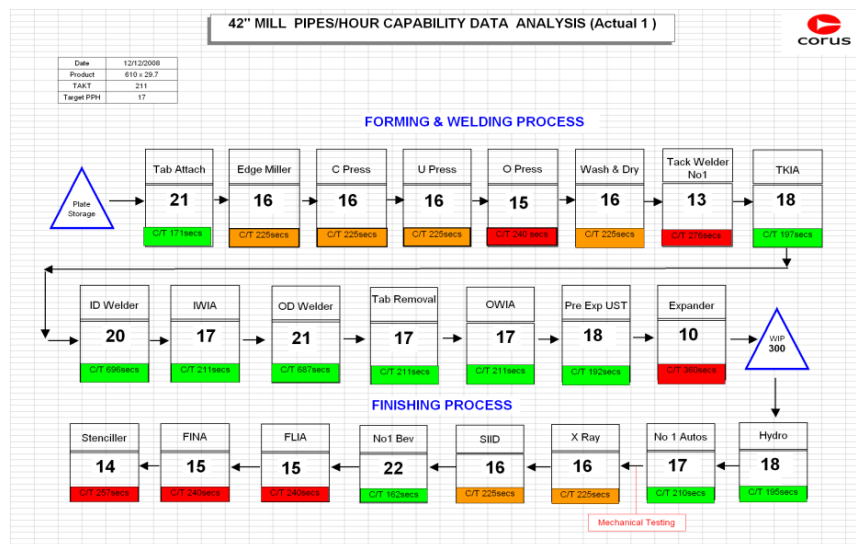 42" MILL PIPES/HOUR CAPABILITY DATA ANALYSIS (Actual 1 )
corus
Date 12/12/2008
Product 610 x 29.7
TAKT 211
Target PPH 17
FORMING & WELDING PROCESS
Plate
Storage
Tab Attach
21
C/T 171secs
Edge Miller
16
C/T 225secs
C Press
16
C/T 225secs
U Press
16
C/T 225secs
O Press
15
C/T 240 secs
Wash & Dry
16
C/T 225secs
Tack Welder
No1
13
C/T 276secs
TKIA
18
C/T 197secs
ID Welder
20
C/T 696secs
IWIA
17
C/T 211secs
OD Welder
21
C/T 687secs
Tab Removal
17
C/T 211secs
OWIA
17
C/T 211secs
Pre Exp UST
18
C/T 192secs
Expander
10
C/T 360secs
WIP
300
FINISHING PROCESS
Stenciller
14
C/T 257secs
FINA
15
C/T 240secs
FLIA
15
C/T 240secs
No1 Bev
22
C/T 162secs
SIID
16
C/T 225secs
X Ray
16
C/T 225secs
No 1 Autos
17
C/T 210secs
Hydro
18
C/T 195secs
Mechanical Testing